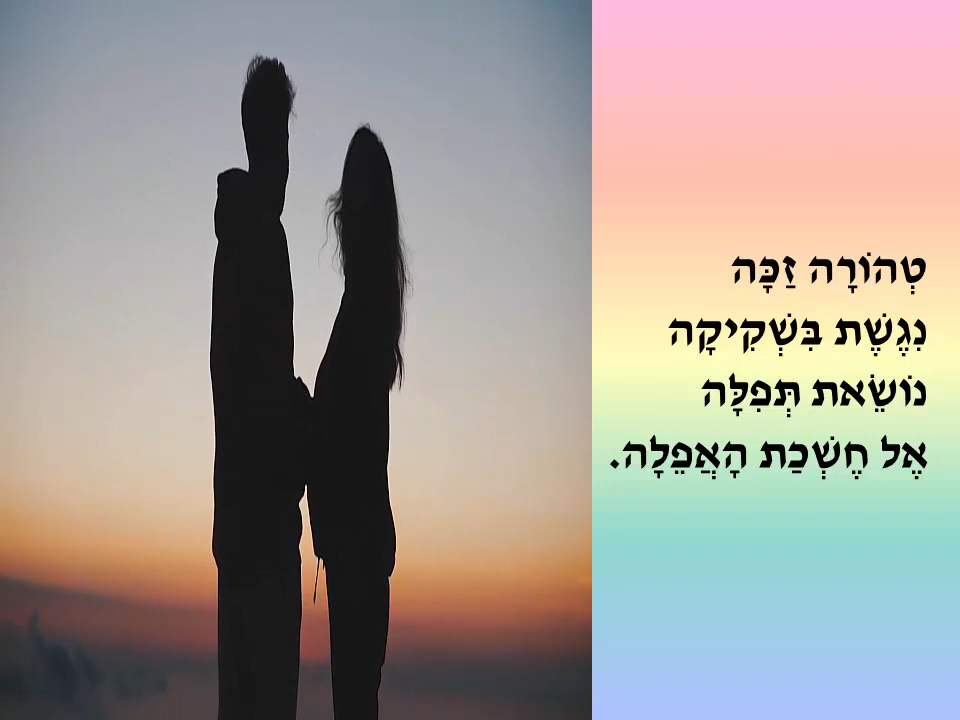 טְהוֹרָה זַכָּה
נִגֶשֶׁת בִּשְׁקִיקָה
נוֹשֵׂאת תְּפִלָּה
אֶל חֶשְׁכַת הָאֲפֵלָה.